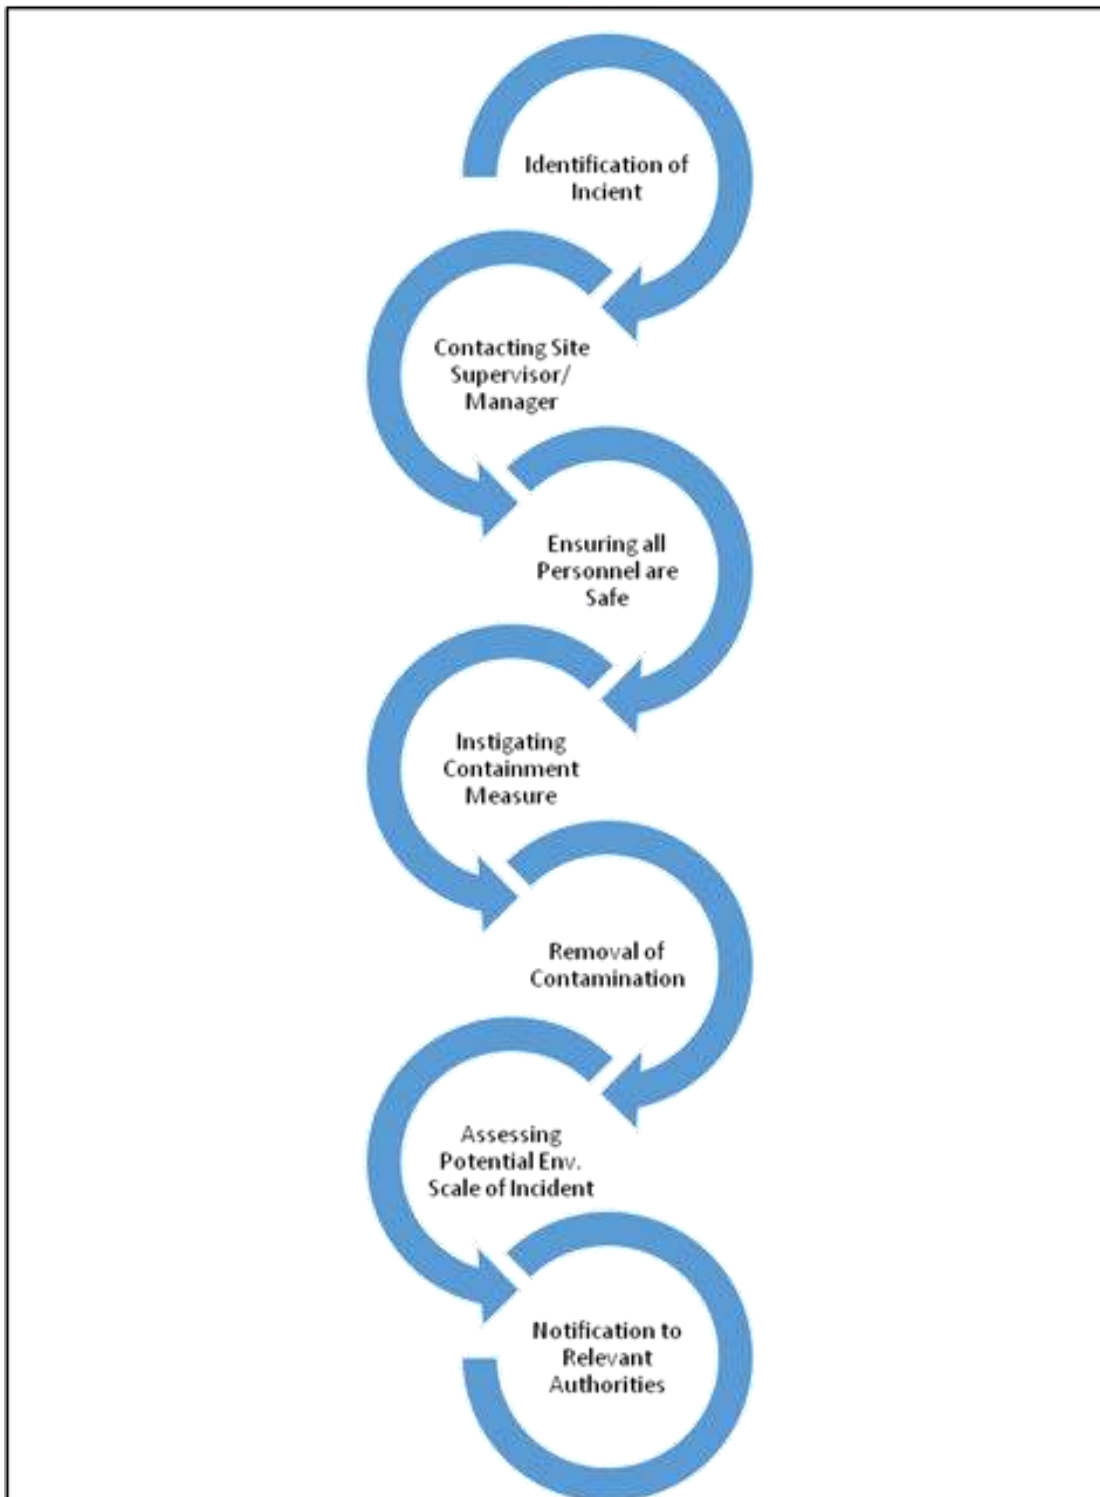 Identification of
Incient
Contacting Site
Supervisor/
Manager
Ensuring all
Personnel are
Safe
Instigating
Containment
Measure
Removal of
Contamination
Assessing
Potential Env.
Scale of Incident
Notification to
Relevant
Authorities